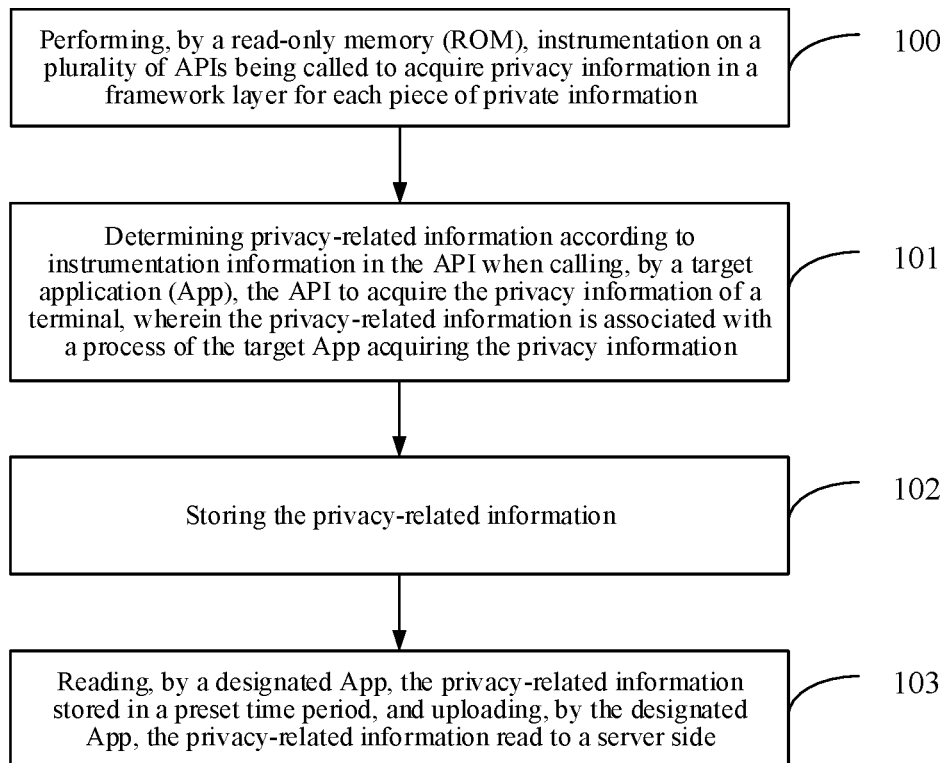 Performing, by a read-only memory (ROM), instrumentation on a
plurality of APIs being called to acquire privacy information in a
framework layer for each piece of private information
100
Determining privacy-related information according to
instrumentation information in the API when calling, by a target
application (App), the API to acquire the privacy information of a
terminal, wherein the privacy-related information is associated with
a process of the target App acquiring the privacy information
101
Storing the privacy-related information
102
Reading, by a designated App, the privacy-related information
stored in a preset time period, and uploading, by the designated
App, the privacy-related information read to a server side
103